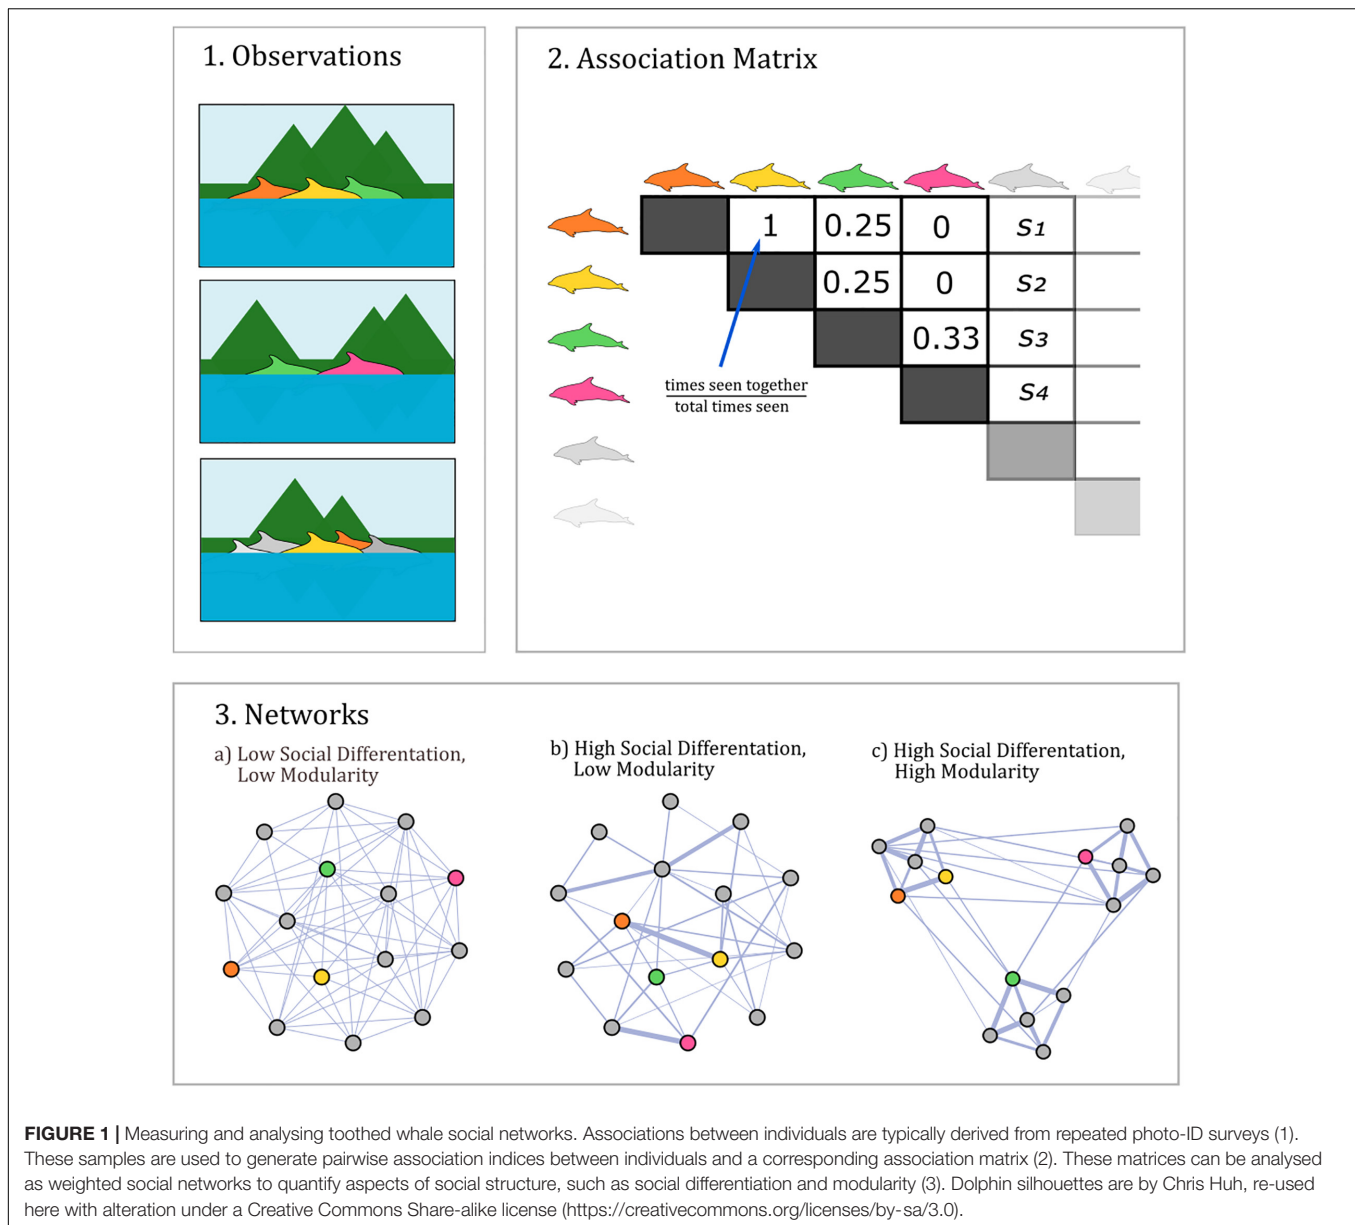 1. Observations
2. Association Matrix
1 0.25 0 S1
0.25 0 S2
0.33 S3
S4
times seen together
total times seen
3. Networks
a) Low Social Differentation,
Low Modularity
b) High Social Differentation,
Low Modularity
c) High Social Differentation,
High Modularity
FIGURE 1 | Measuring and analysing toothed whale social networks. Associations between individuals are typically derived from repeated photo-ID surveys (1).
These samples are used to generate pairwise association indices between individuals and a corresponding association matrix (2). These matrices can be analysed
as weighted social networks to quantify aspects of social structure, such as social differentiation and modularity (3). Dolphin silhouettes are by Chris Huh, re-used
here with alteration under a Creative Commons Share-alike license (https://creativecommons.org/licenses/by-sa/3.0).